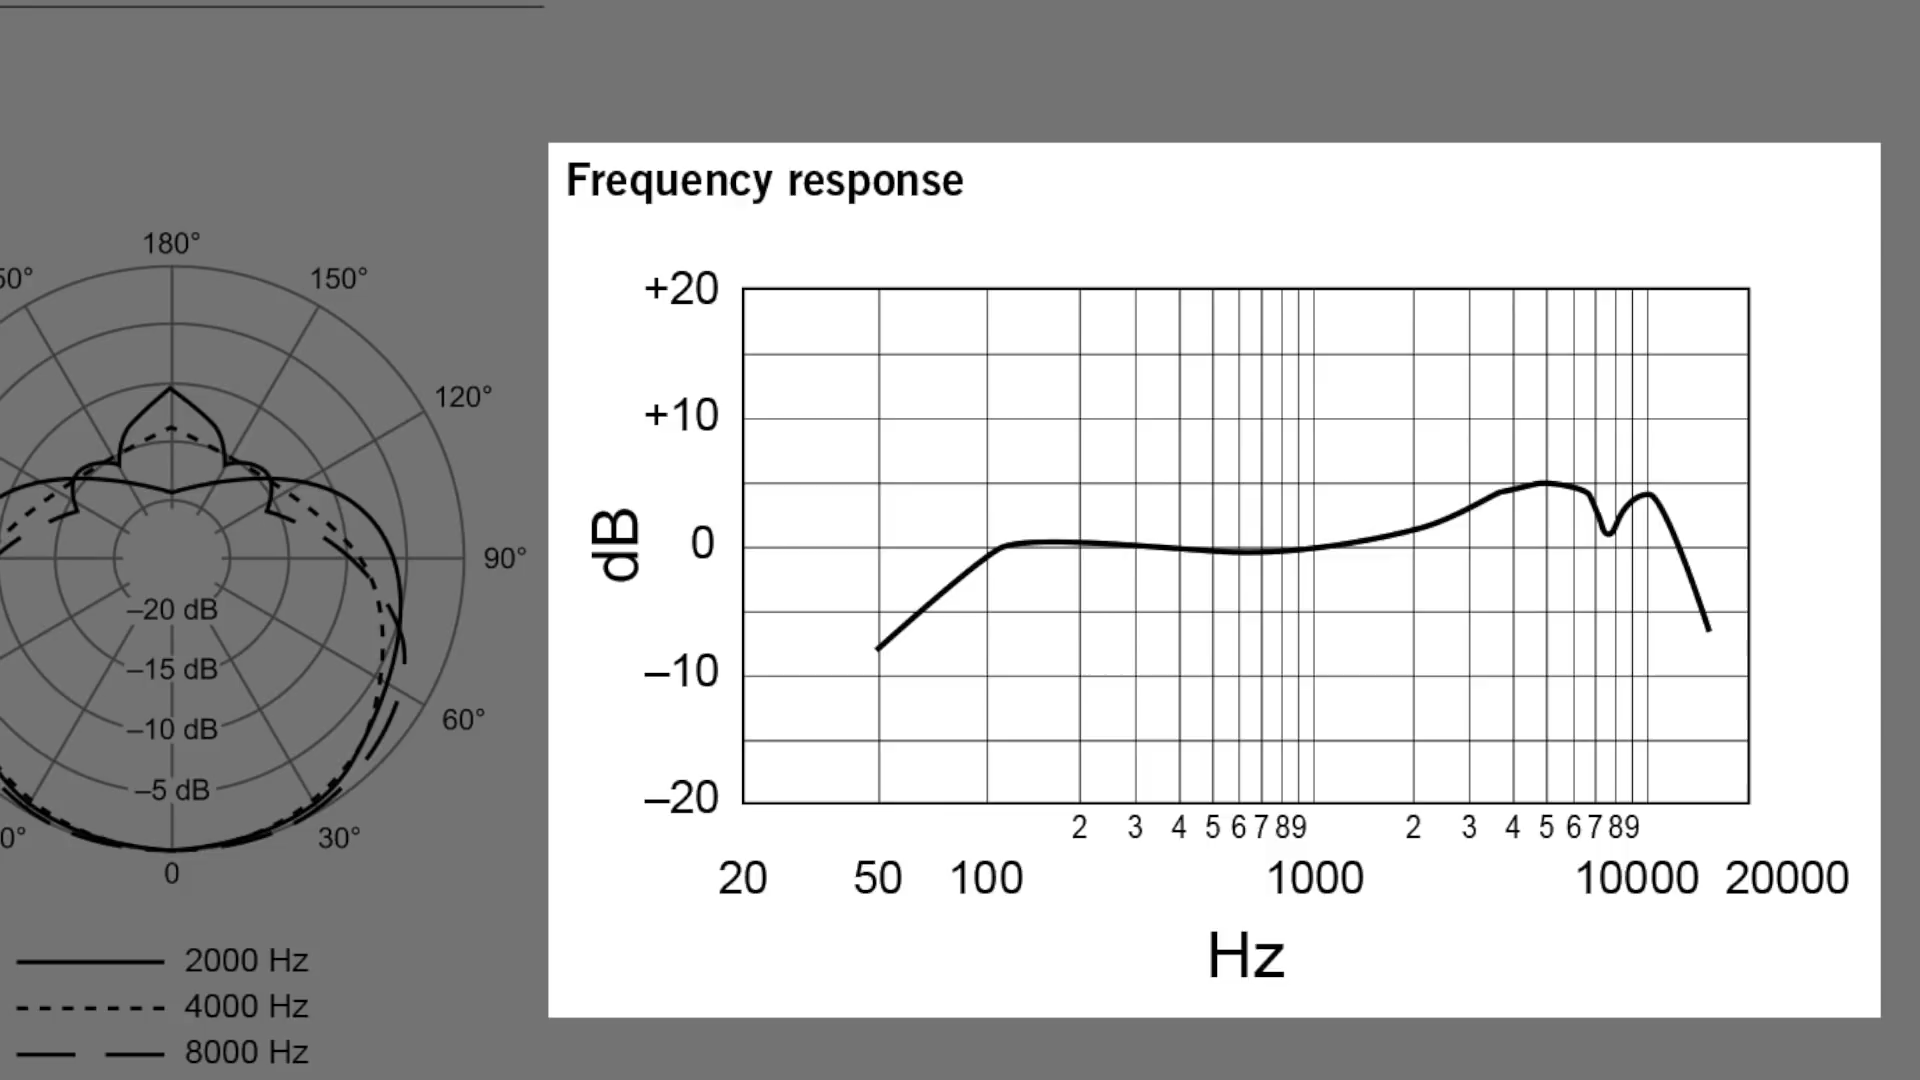 Frequency response
+20
+10
0
–10
–20
dB
2 3 4 5 6 7 8 9 2 3 4 5 6 7 8 9
20 50 100 1000 10000 20000
Hz
180°
150°
120°
90°
60°
30°
0
50°
0°
–20 dB
–15 dB
–10 dB
–5 dB
2000 Hz
4000 Hz
8000 Hz